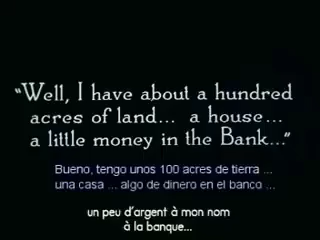 “Well, I have about a hundred
acres of land... a house...
a little money in the Bank...”
Bueno, tengo unos 100 acres de tierra ...
una casa ... algo de dinero en el banco ...
un peu d'argent à mon nom
à la banque...